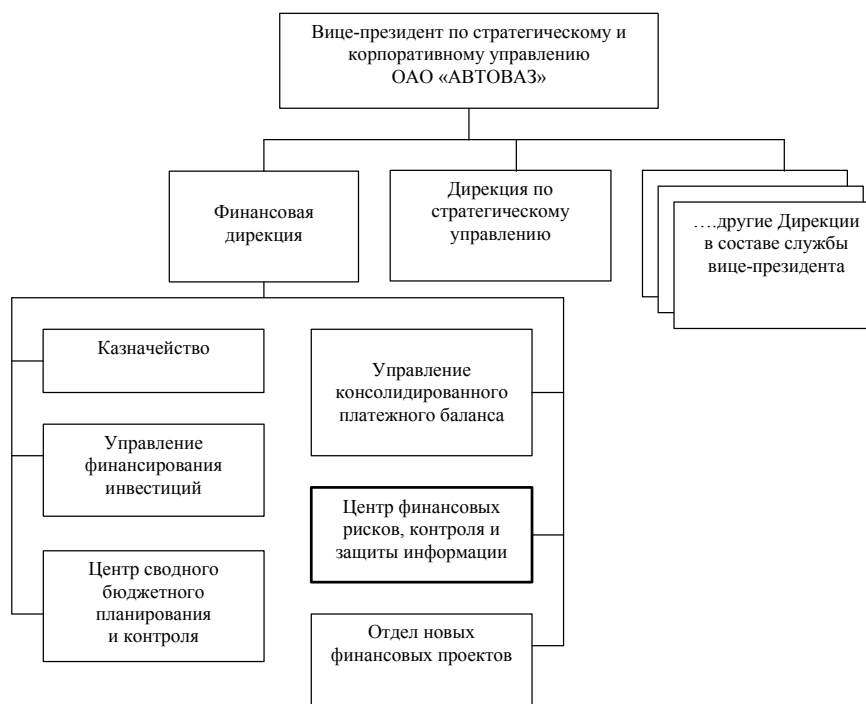 Вице-президент по стратегическому и
корпоративному управлению
ОАО «АВТОВАЗ»
Финансовая
дирекция
Дирекция по
стратегическому
управлению
….другие Дирекции
в составе службы
вице-президента
Казначейство
Управление
финансирования
инвестиций
Центр сводного
бюджетного
планирования
и контроля
Управление
консолидированного
платежного баланса
Центр финансовых
рисков, контроля и
защиты информации
Отдел новых
финансовых проектов